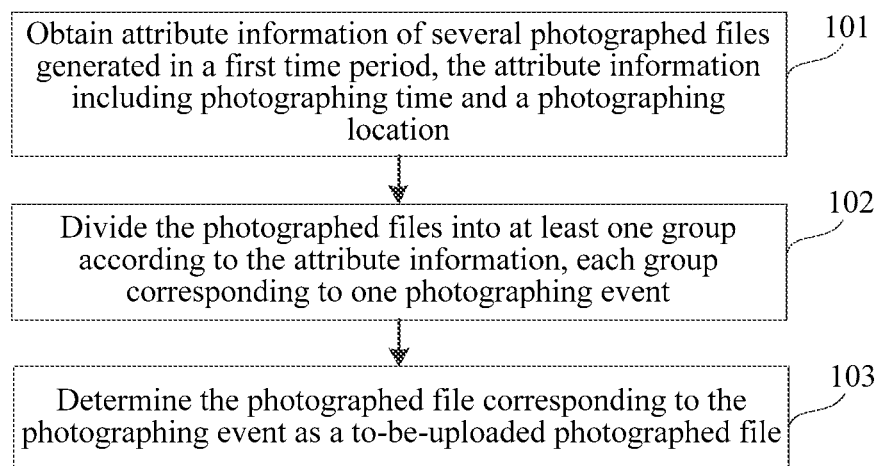 Obtain attribute information of several photographed files
generated in a first time period, the attribute information
including photographing time and a photographing
location
101
Divide the photographed files into at least one group
according to the attribute information, each group
corresponding to one photographing event
102
Determine the photographed file corresponding to the
photographing event as a to-be-uploaded photographed file
103